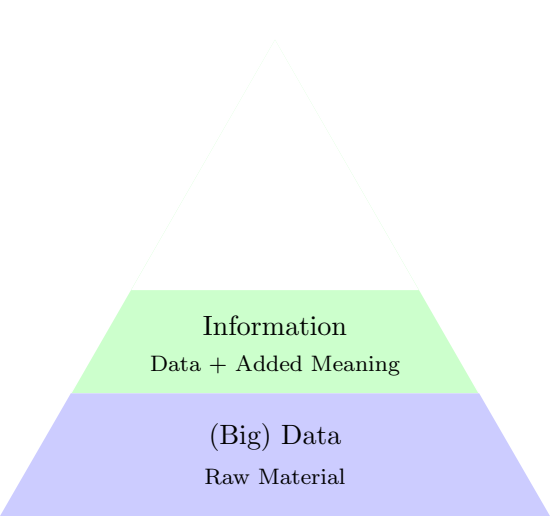 Information
Data + Added Meaning
(Big) Data
Raw Material